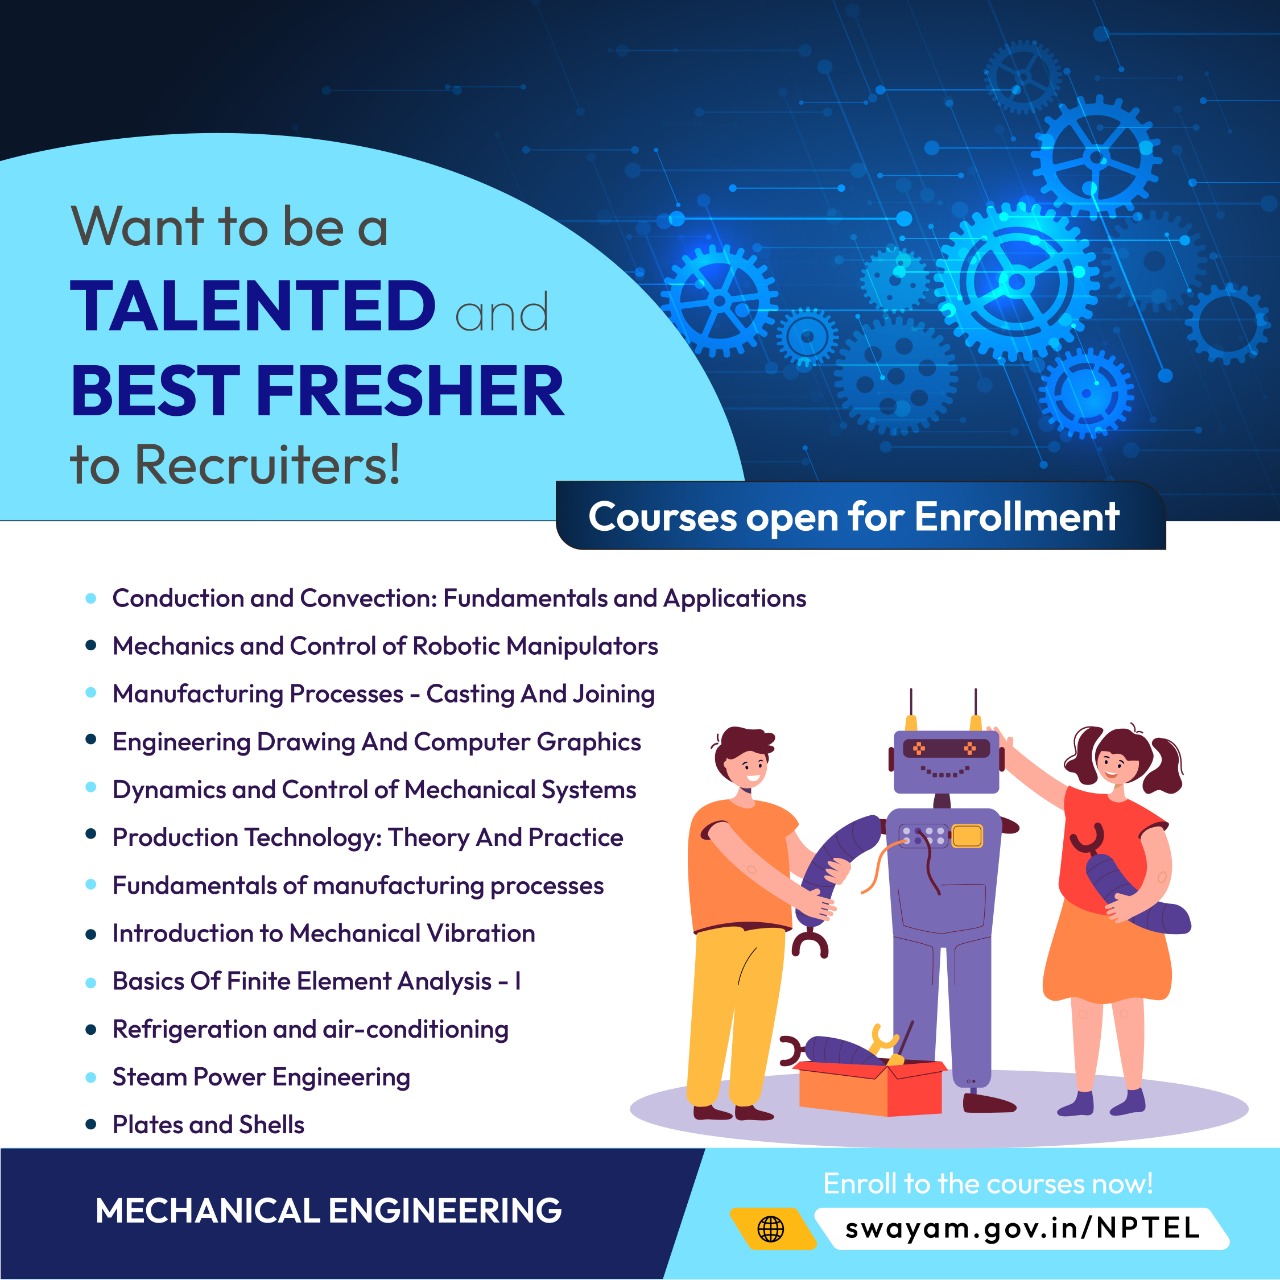 Want to be a
TALENTED and
BEST FRESHER
to Recruiters!
Courses open for Enrollment
Conduction and Convection: Fundamentals and Applications
Mechanics and Control of Robotic Manipulators
Manufacturing Processes - Casting And Joining
Engineering Drawing And Computer Graphics
Dynamics and Control of Mechanical Systems
Production Technology: Theory And Practice
Fundamentals of manufacturing processes
Introduction to Mechanical Vibration
Basics Of Finite Element Analysis - I
Refrigeration and air-conditioning
Steam Power Engineering
Plates and Shells
MECHANICAL ENGINEERING
Enroll to the courses now!
swayam.gov.in/NPTEL